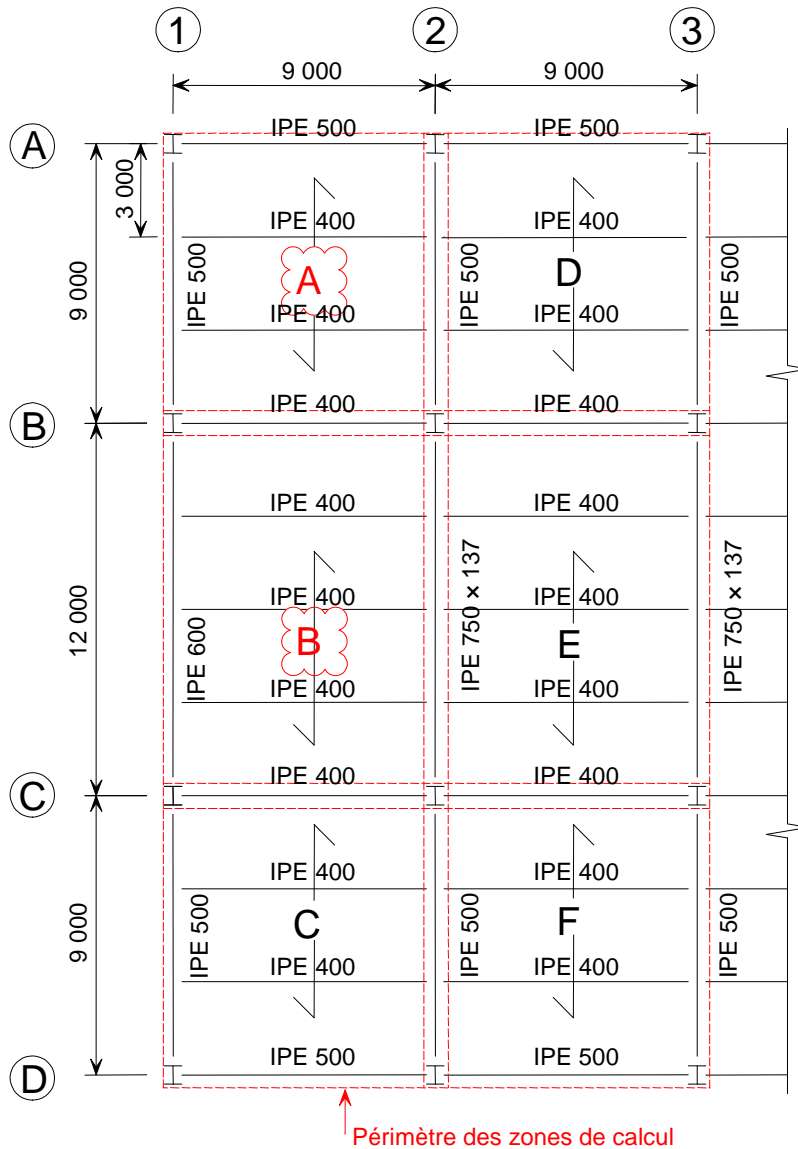 1 2 3
9 000 9 000
A IPE 500 IPE 500
3 000
IPE 400 IPE 400
9 000 IPE 500 A IPE 500 D IPE 500
IPE 400 IPE 400
B IPE 400 IPE 400
IPE 400 IPE 400
IPE 400 IPE 400
12 000 IPE 600 B IPE 750 × 137 E IPE 750 × 137
IPE 400 IPE 400
C IPE 400 IPE 400
IPE 400 IPE 400
9 000 IPE 500 C IPE 500 F IPE 500
IPE 400 IPE 400
D IPE 500 IPE 500
Périmètre des zones de calcul